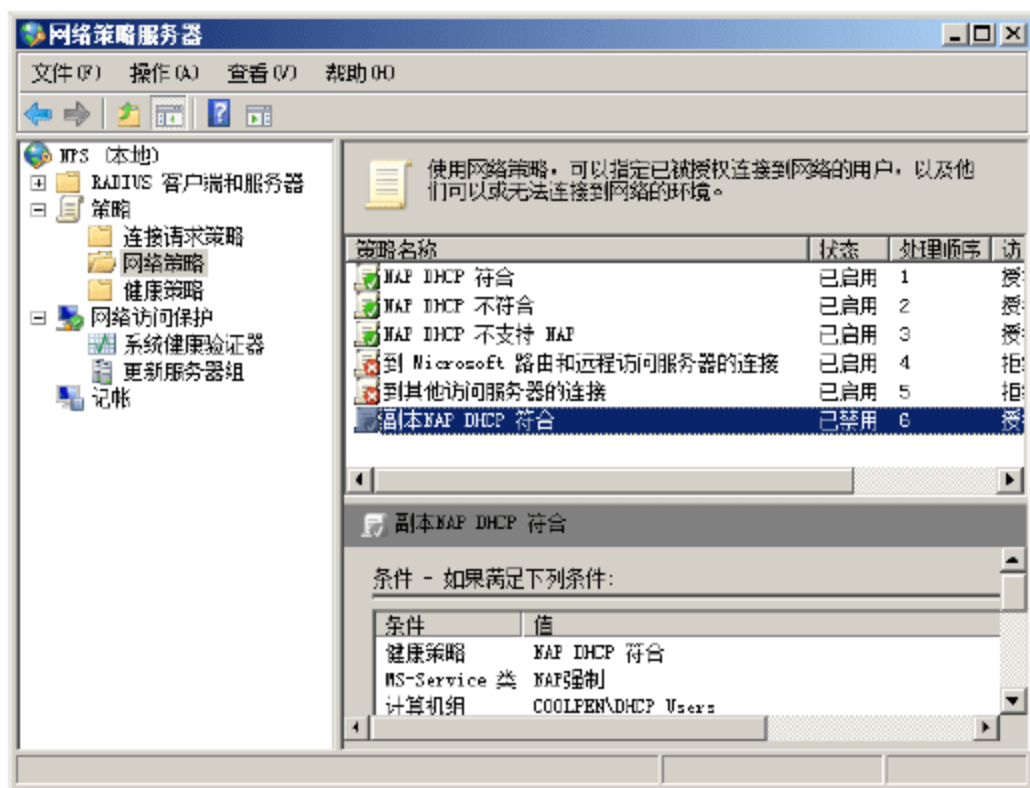 网络策略服务器
文件(F) 操作(A) 查看(V) 帮助(H)
NPS (本地)
RADIUS 客户端和服务器
策略
连接请求策略
网络策略
健康策略
网络访问保护
系统健康验证器
更新服务器组
记帐
使用网络策略，可以指定已被授权连接到网络的用户，以及他
们可以或无法连接到网络的环境。
策略名称 状态 处理顺序 访
NAP DHCP 符合 已启用 1 授
NAP DHCP 不符合 已启用 2 授
NAP DHCP 不支持 NAP 已启用 3 授
到 Microsoft 路由和远程访问服务器的连接 已启用 4 拒
到其他访问服务器的连接 已启用 5 拒
副本NAP DHCP 符合 已禁用 6 授
副本NAP DHCP 符合
条件 - 如果满足下列条件:
条件 值
健康策略 NAP DHCP 符合
MS-Service 类 NAP强制
计算机组 COOLPEN\DHCP Users